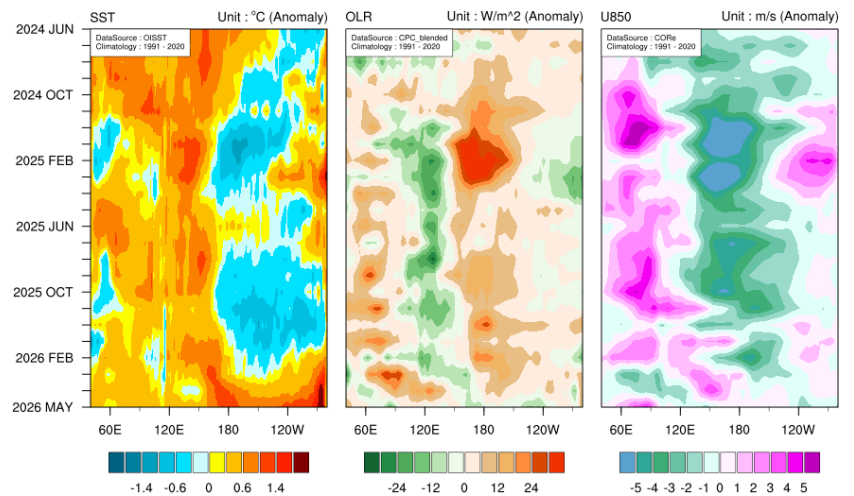 SST Unit : °C (Anomaly)
DataSource : OISST
Climatology : 1991 - 2020
OLR Unit : W/m^2 (Anomaly)
DataSource : CPC_blended
Climatology : 1991 - 2020
U850 Unit : m/s (Anomaly)
DataSource : CORe
Climatology : 1991 - 2020
2024 JUN
2024 OCT
2025 FEB
2025 JUN
2025 OCT
2026 FEB
2026 MAY
60E 120E 180 120W
60E 120E 180 120W
60E 120E 180 120W
-1.4 -0.6 0 0.6 1.4
-24 -12 0 12 24
-5 -4 -3 -2 -1 0 1 2 3 4 5